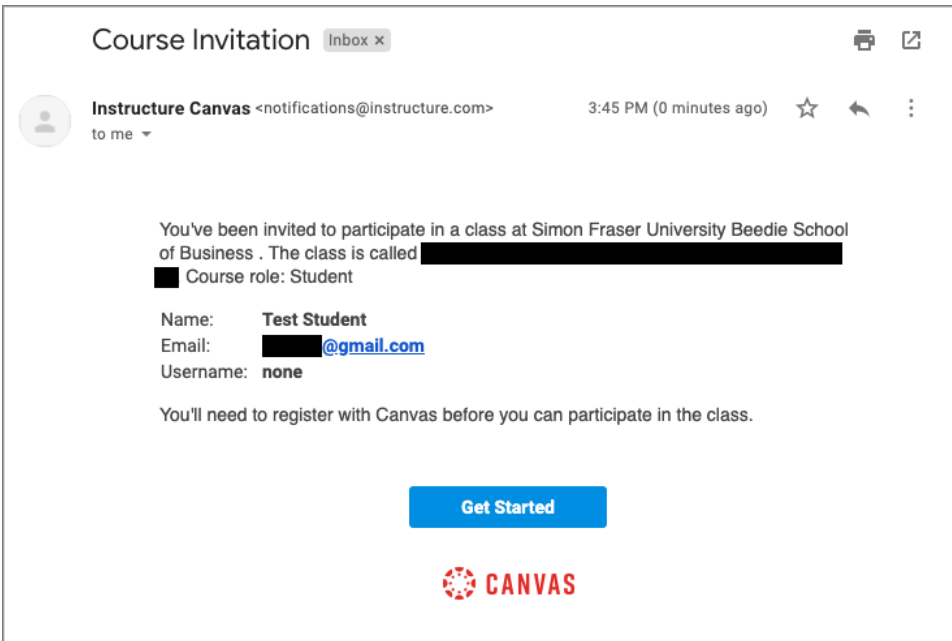 Course Invitation Inbox ×
Instructure Canvas <notifications@instructure.com> 3:45 PM (0 minutes ago)
to me
You've been invited to participate in a class at Simon Fraser University Beedie School
of Business . The class is called
Course role: Student
Name: Test Student
Email: @gmail.com
Username: none
You'll need to register with Canvas before you can participate in the class.
Get Started
CANVAS